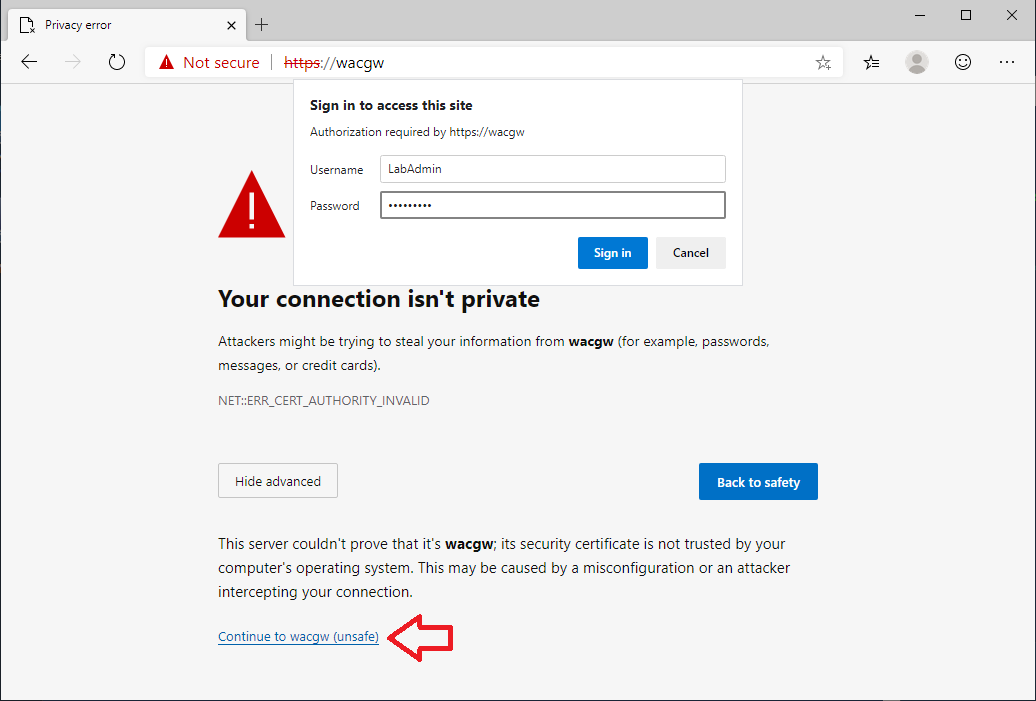 Privacy error
Not secure | https://wacgw
Sign in to access this site
Authorization required by https://wacgw
Username LabAdmin
Password •••••••••
Sign in Cancel
Your connection isn't private
Attackers might be trying to steal your information from wacgw (for example, passwords,
messages, or credit cards).
NET::ERR_CERT_AUTHORITY_INVALID
Hide advanced Back to safety
This server couldn't prove that it's wacgw; its security certificate is not trusted by your
computer's operating system. This may be caused by a misconfiguration or an attacker
intercepting your connection.
Continue to wacgw (unsafe)